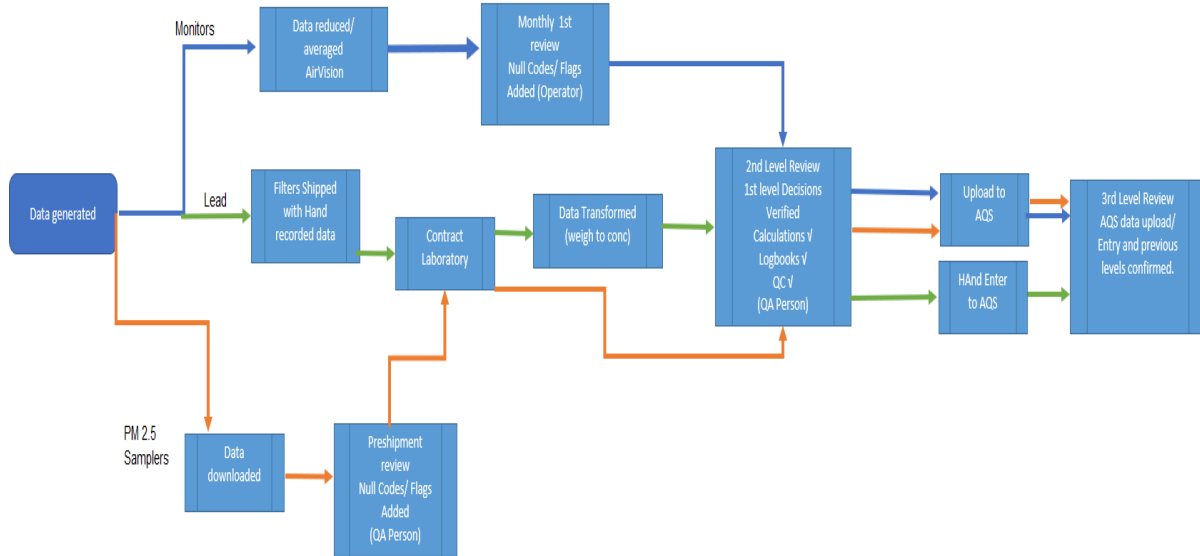 Monitors
Data reduced/
averaged
AirVision
Monthly 1st
review
Null Codes/ Flags
Added (Operator)
Data generated
Lead
Filters Shipped
with Hand
recorded data
Contract
Laboratory
Data Transformed
(weigh to conc)
2nd Level Review
1st level Decisions
Verified
Calculations √
Logbooks √
QC √
(QA Person)
Upload to
AQS
HAnd Enter
to AQS
3rd Level Review
AQS data upload/
Entry and previous
levels confirmed.
PM 2.5
Samplers
Data
downloaded
Preshipment
review
Null Codes/ Flags
Added
(QA Person)